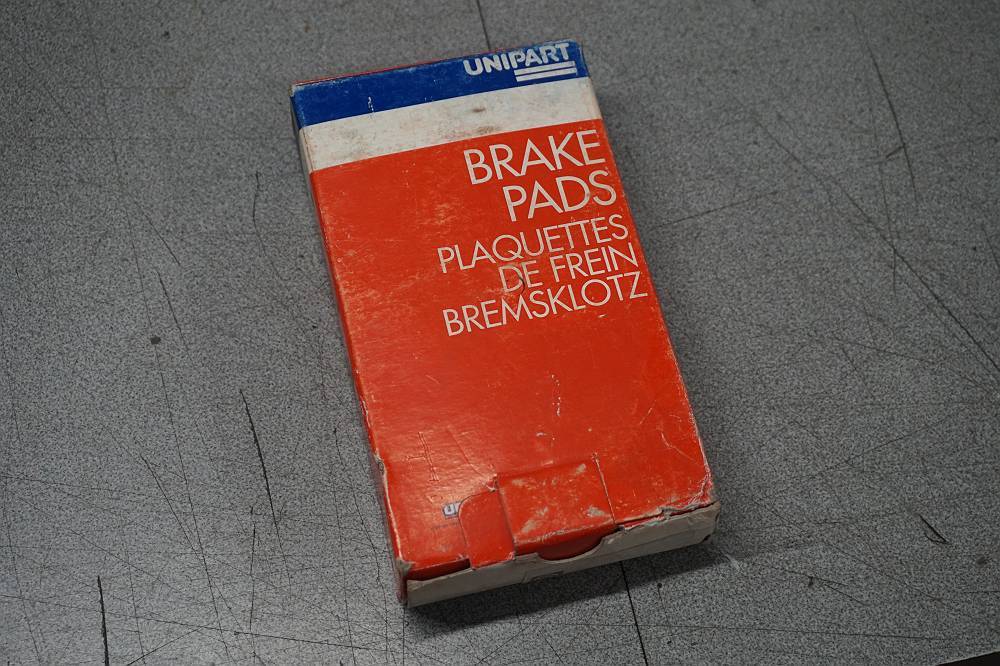 UNIPART
BRAKE
PADS
PLAQUETTES
DE FREIN
BREMSKLOTZ